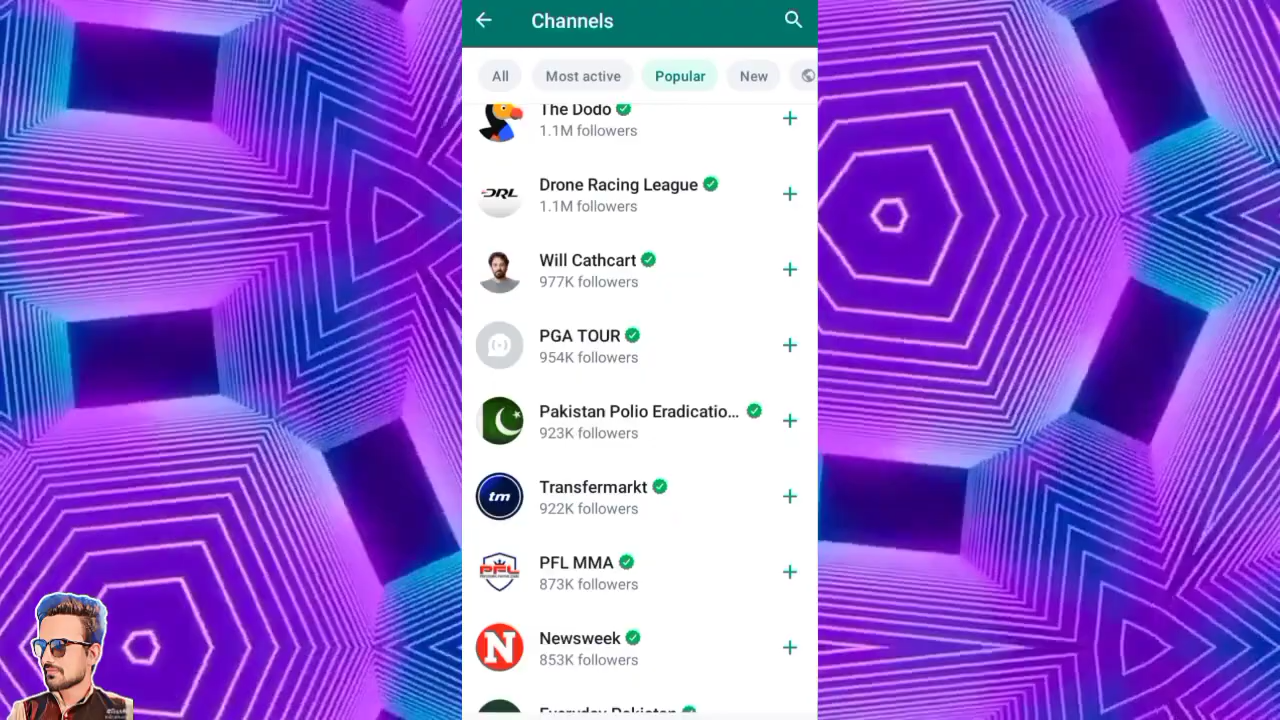 Channels
All
Most active
Popular
New
The Dodo
1.1M followers
DRL
Drone Racing League
1.1M followers
Will Cathcart
977K followers
PGA TOUR
954K followers
Pakistan Polio Eradicatio...
923K followers
tm
Transfermarkt
922K followers
PFL
PFL MMA
873K followers
N
Newsweek
853K followers
Everyday Pakistan